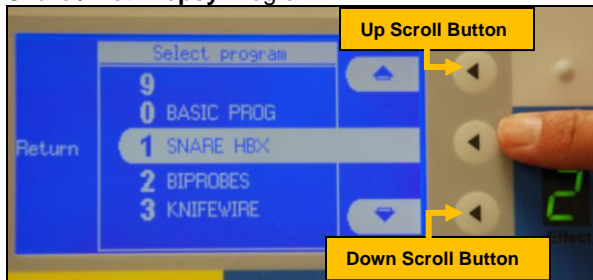 Up Scroll Button
Select program
9
0 BASIC PROG
Return
1 SNARE HBX
2 BIPROBES
3 KNIFEWIRE
2
Effect
Down Scroll Button